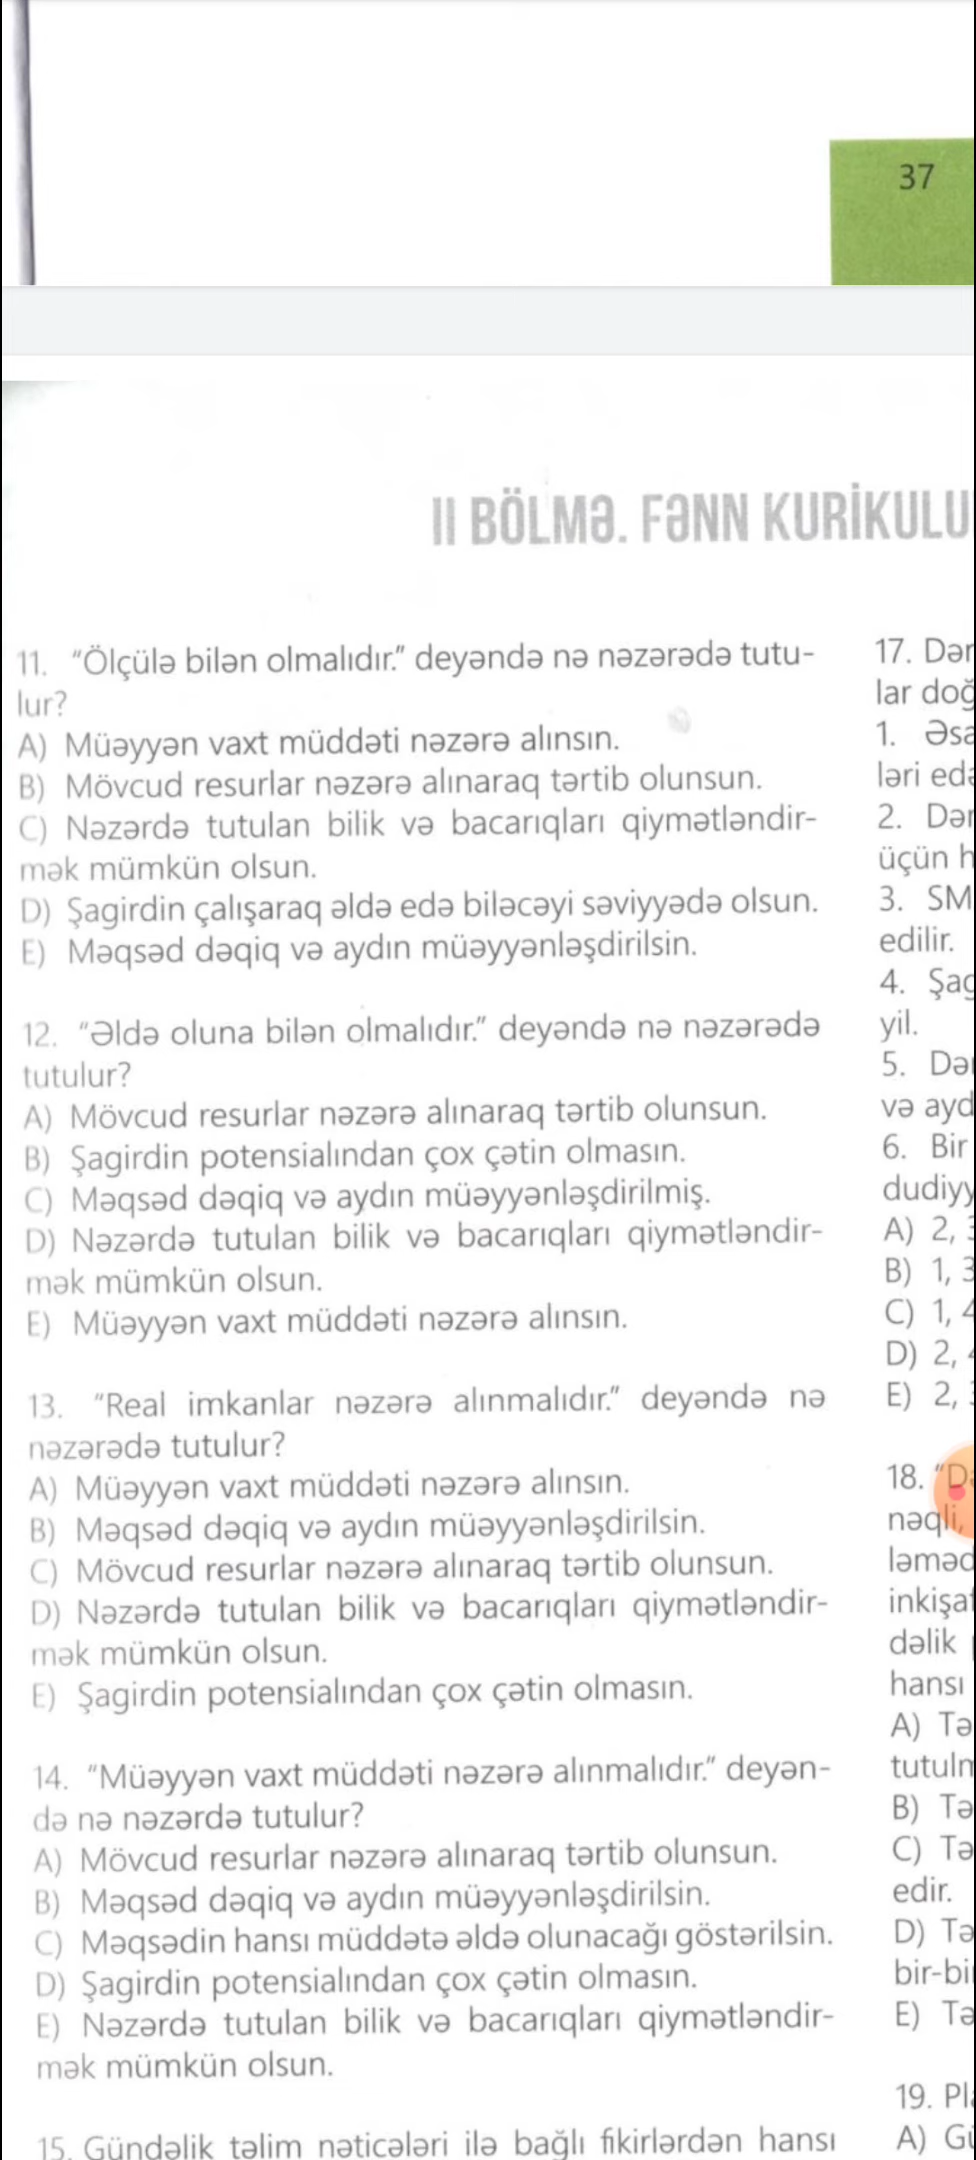 37
II BÖLMƏ. FƏNN KURİKULU
11. "Ölçülə bilən olmalıdır." deyəndə nə nəzərədə tutu-
lur?
A) Müəyyən vaxt müddəti nəzərə alınsın.
B) Mövcud resurlar nəzərə alınaraq tərtib olunsun.
C) Nəzərdə tutulan bilik və bacarıqları qiymətləndir-
mək mümkün olsun.
D) Şagirdin çalışaraq əldə edə biləcəyi səviyyədə olsun.
E) Məqsəd dəqiq və aydın müəyyənləşdirilsin.
12. "Əldə oluna bilən olmalıdır." deyəndə nə nəzərədə
tutulur?
A) Mövcud resurlar nəzərə alınaraq tərtib olunsun.
B) Şagirdin potensialından çox çətin olmasın.
C) Məqsəd dəqiq və aydın müəyyənləşdirilmiş.
D) Nəzərdə tutulan bilik və bacarıqları qiymətləndir-
mək mümkün olsun.
E) Müəyyən vaxt müddəti nəzərə alınsın.
13. "Real imkanlar nəzərə alınmalıdır." deyəndə nə
nəzərədə tutulur?
A) Müəyyən vaxt müddəti nəzərə alınsın.
B) Məqsəd dəqiq və aydın müəyyənləşdirilsin.
C) Mövcud resurlar nəzərə alınaraq tərtib olunsun.
D) Nəzərdə tutulan bilik və bacarıqları qiymətləndir-
mək mümkün olsun.
E) Şagirdin potensialından çox çətin olmasın.
14. "Müəyyən vaxt müddəti nəzərə alınmalıdır." deyən-
də nə nəzərdə tutulur?
A) Mövcud resurlar nəzərə alınaraq tərtib olunsun.
B) Məqsəd dəqiq və aydın müəyyənləşdirilsin.
C) Məqsədin hansı müddətə əldə olunacağı göstərilsin.
D) Şagirdin potensialından çox çətin olmasın.
E) Nəzərdə tutulan bilik və bacarıqları qiymətləndir-
mək mümkün olsun.
15. Gündəlik təlim nəticələri ilə bağlı fikirlərdən hansı
17. Dər
lar doğ
1. Əsa
ləri edə
2. Dər
üçün h
3. SM
edilir.
4. Şag
yil.
5. Də
və ayd
6. Bir
dudiyy
A) 2, 3
B) 1, 3
C) 1, 4
D) 2,
E) 2,
18. "D
nəqli,
ləməd
inkişaf
dəlik
hansı
A) Tə
tutulm
B) Tə
C) Tə
edir.
D) Tə
bir-bi
E) Tə
19. Pla
A) Gü